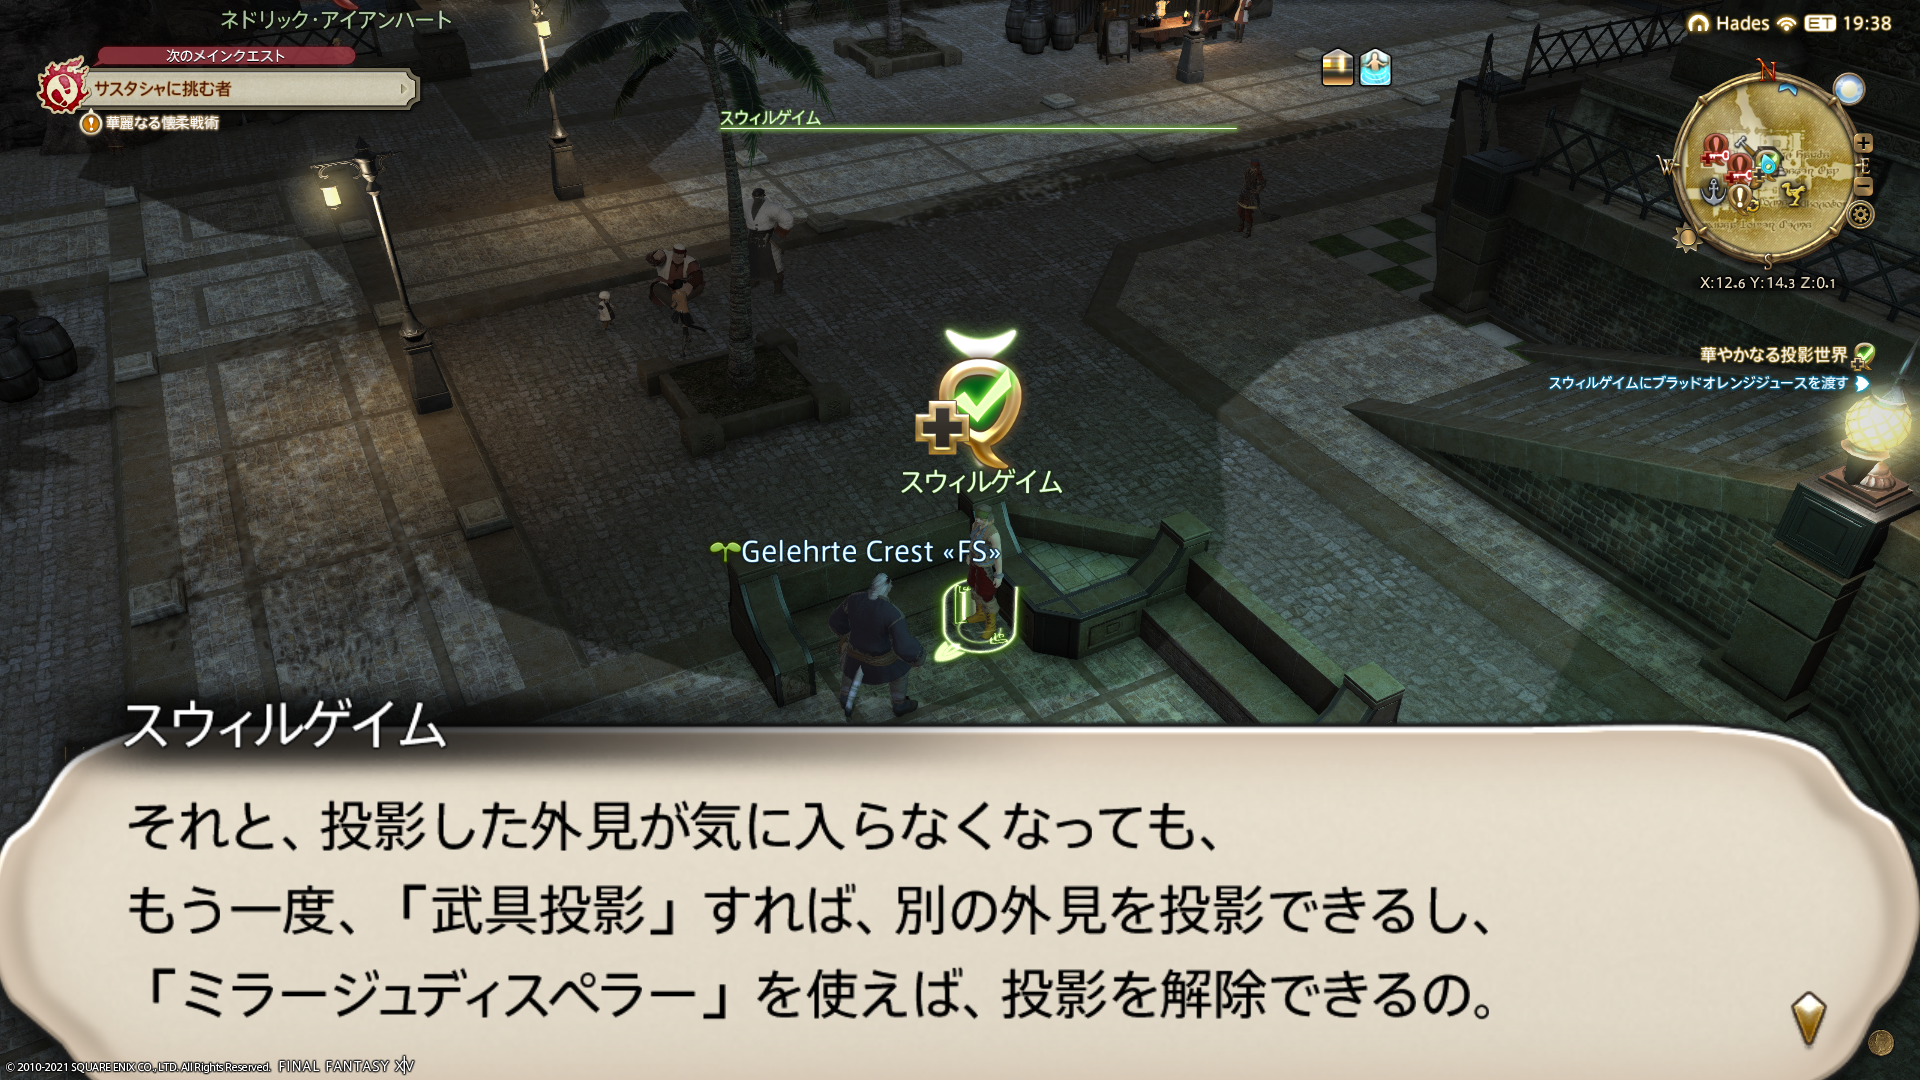 ネドリック・アイアンハート
次のメインクエスト
サスタシャに挑む者
華麗なる懐柔戦術
スウィルゲイム
Hades ET 19:38
N
W
E
S
X:12.6 Y:14.3 Z:0.1
華やかなる投影世界
スウィルゲイムにブラッドオレンジジュースを渡す
スウィルゲイム
Gelehrte Crest «FS»
スウィルゲイム
それと、投影した外見が気に入らなくなっても、
もう一度、「武具投影」すれば、別の外見を投影できるし、
「ミラージュディスペラー」を使えば、投影を解除できるの。
© 2010-2021 SQUARE ENIX CO., LTD. All Rights Reserved. FINAL FANTASY XIV